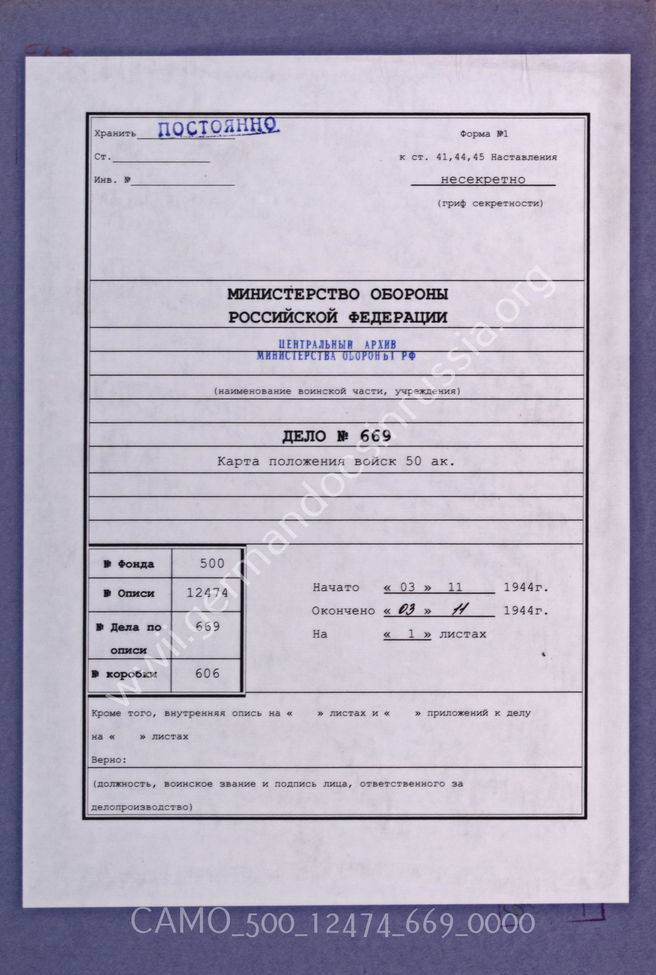 Хранить ПОСТОЯННО
Форма №1
Ст.
к ст. 41,44,45 Наставления
Инв. №
несекретно
(гриф секретности)
МИНИСТЕРСТВО ОБОРОНЫ
РОССИЙСКОЙ ФЕДЕРАЦИИ
ЦЕНТРАЛЬНЫЙ АРХИВ
МИНИСТЕРСТВА ОБОРОНЫ РФ
(наименование воинской части, учреждения)
ДЕЛО № 669
Карта положения войск 50 ак.
№ Фонда 500
№ Описи 12474
№ Дела по описи 669
№ коробки 606
Начато « 03 » 11 1944г.
Окончено « 03 » 11 1944г.
На « 1 » листах
Кроме того, внутренняя опись на « » листах и « » приложений к делу
на « » листах
Верно:
(должность, воинское звание и подпись лица, ответственного за
делопроизводство)
www.germandocsinrussia.org
CAMO_500_12474_669_0000